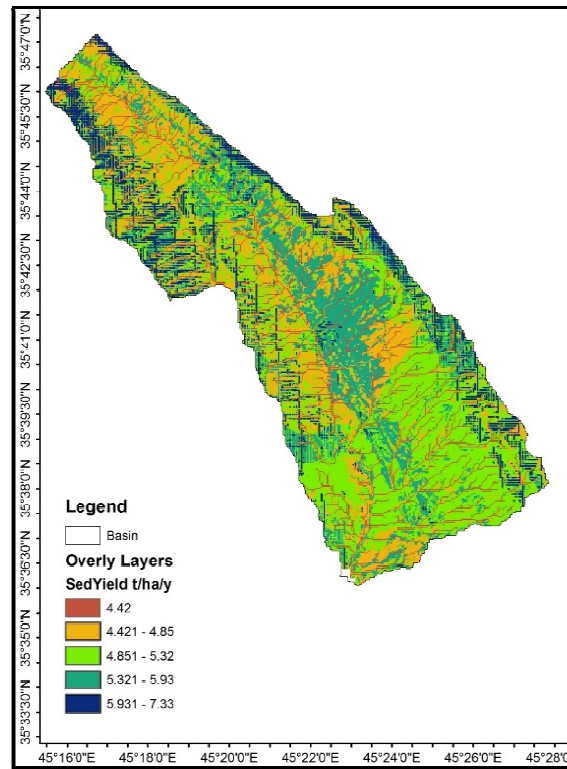 35°47'0"N
35°45'30"N
35°44'0"N
35°42'30"N
35°41'0"N
35°39'30"N
35°38'0"N
35°36'30"N
35°35'0"N
35°33'30"N
Legend
Basin
Overly Layers
SedYield t/ha/y
4.42
4.421 - 4.85
4.851 - 5.32
5.321 - 5.93
5.931 - 7.33
45°16'0"E 45°18'0"E 45°20'0"E 45°22'0"E 45°24'0"E 45°26'0"E 45°28'0